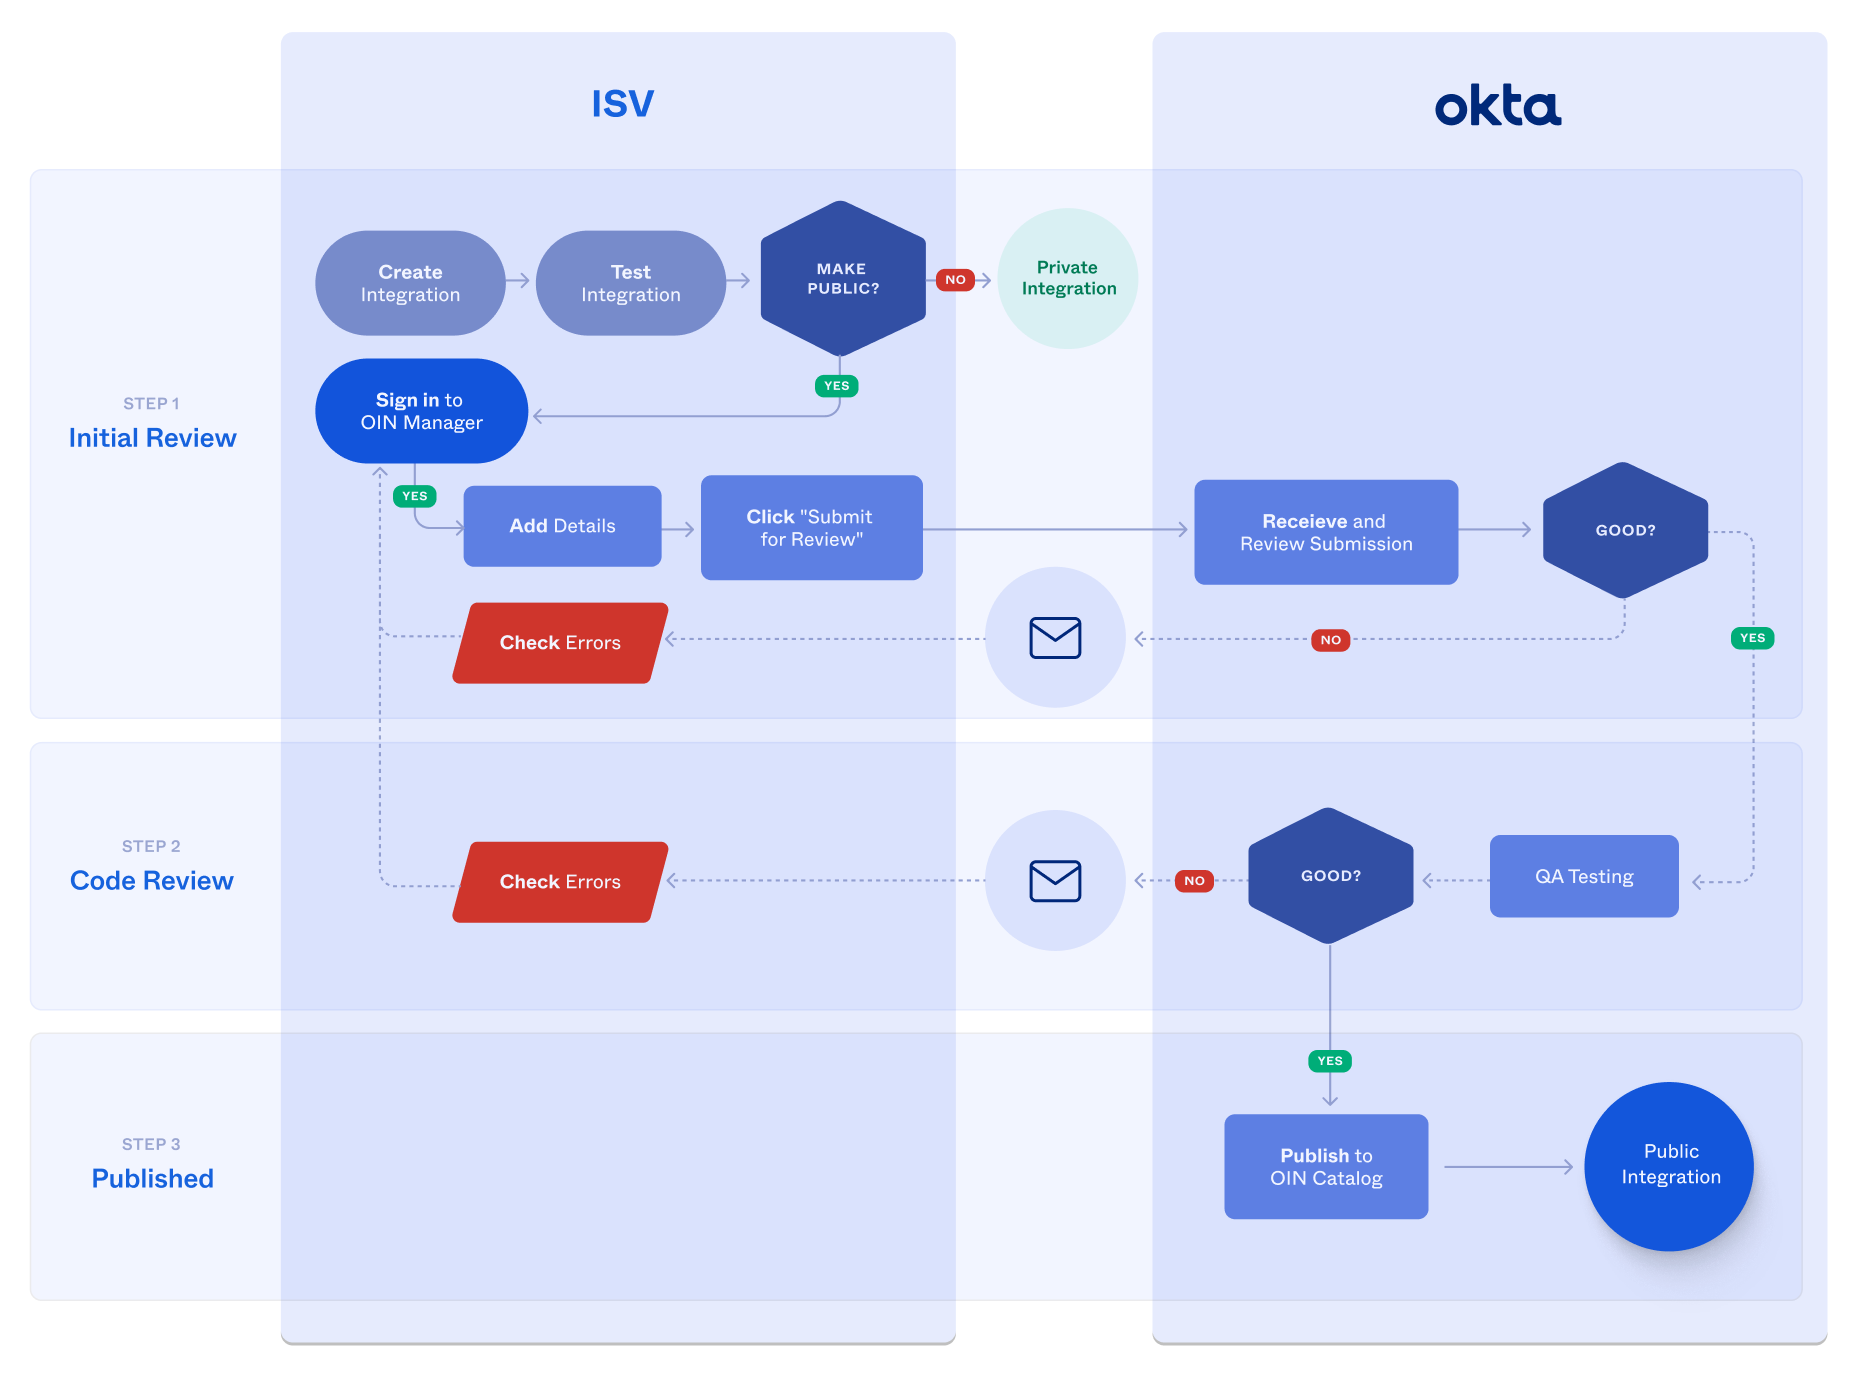 ISV
okta
STEP 1
Initial Review
Create
Integration
Test
Integration
MAKE
PUBLIC?
NO
Private
Integration
YES
Sign in to
OIN Manager
YES
Add Details
Click "Submit
for Review"
Receieve and
Review Submission
GOOD?
Check Errors
NO
YES
STEP 2
Code Review
Check Errors
NO
GOOD?
QA Testing
YES
STEP 3
Published
Publish to
OIN Catalog
Public
Integration